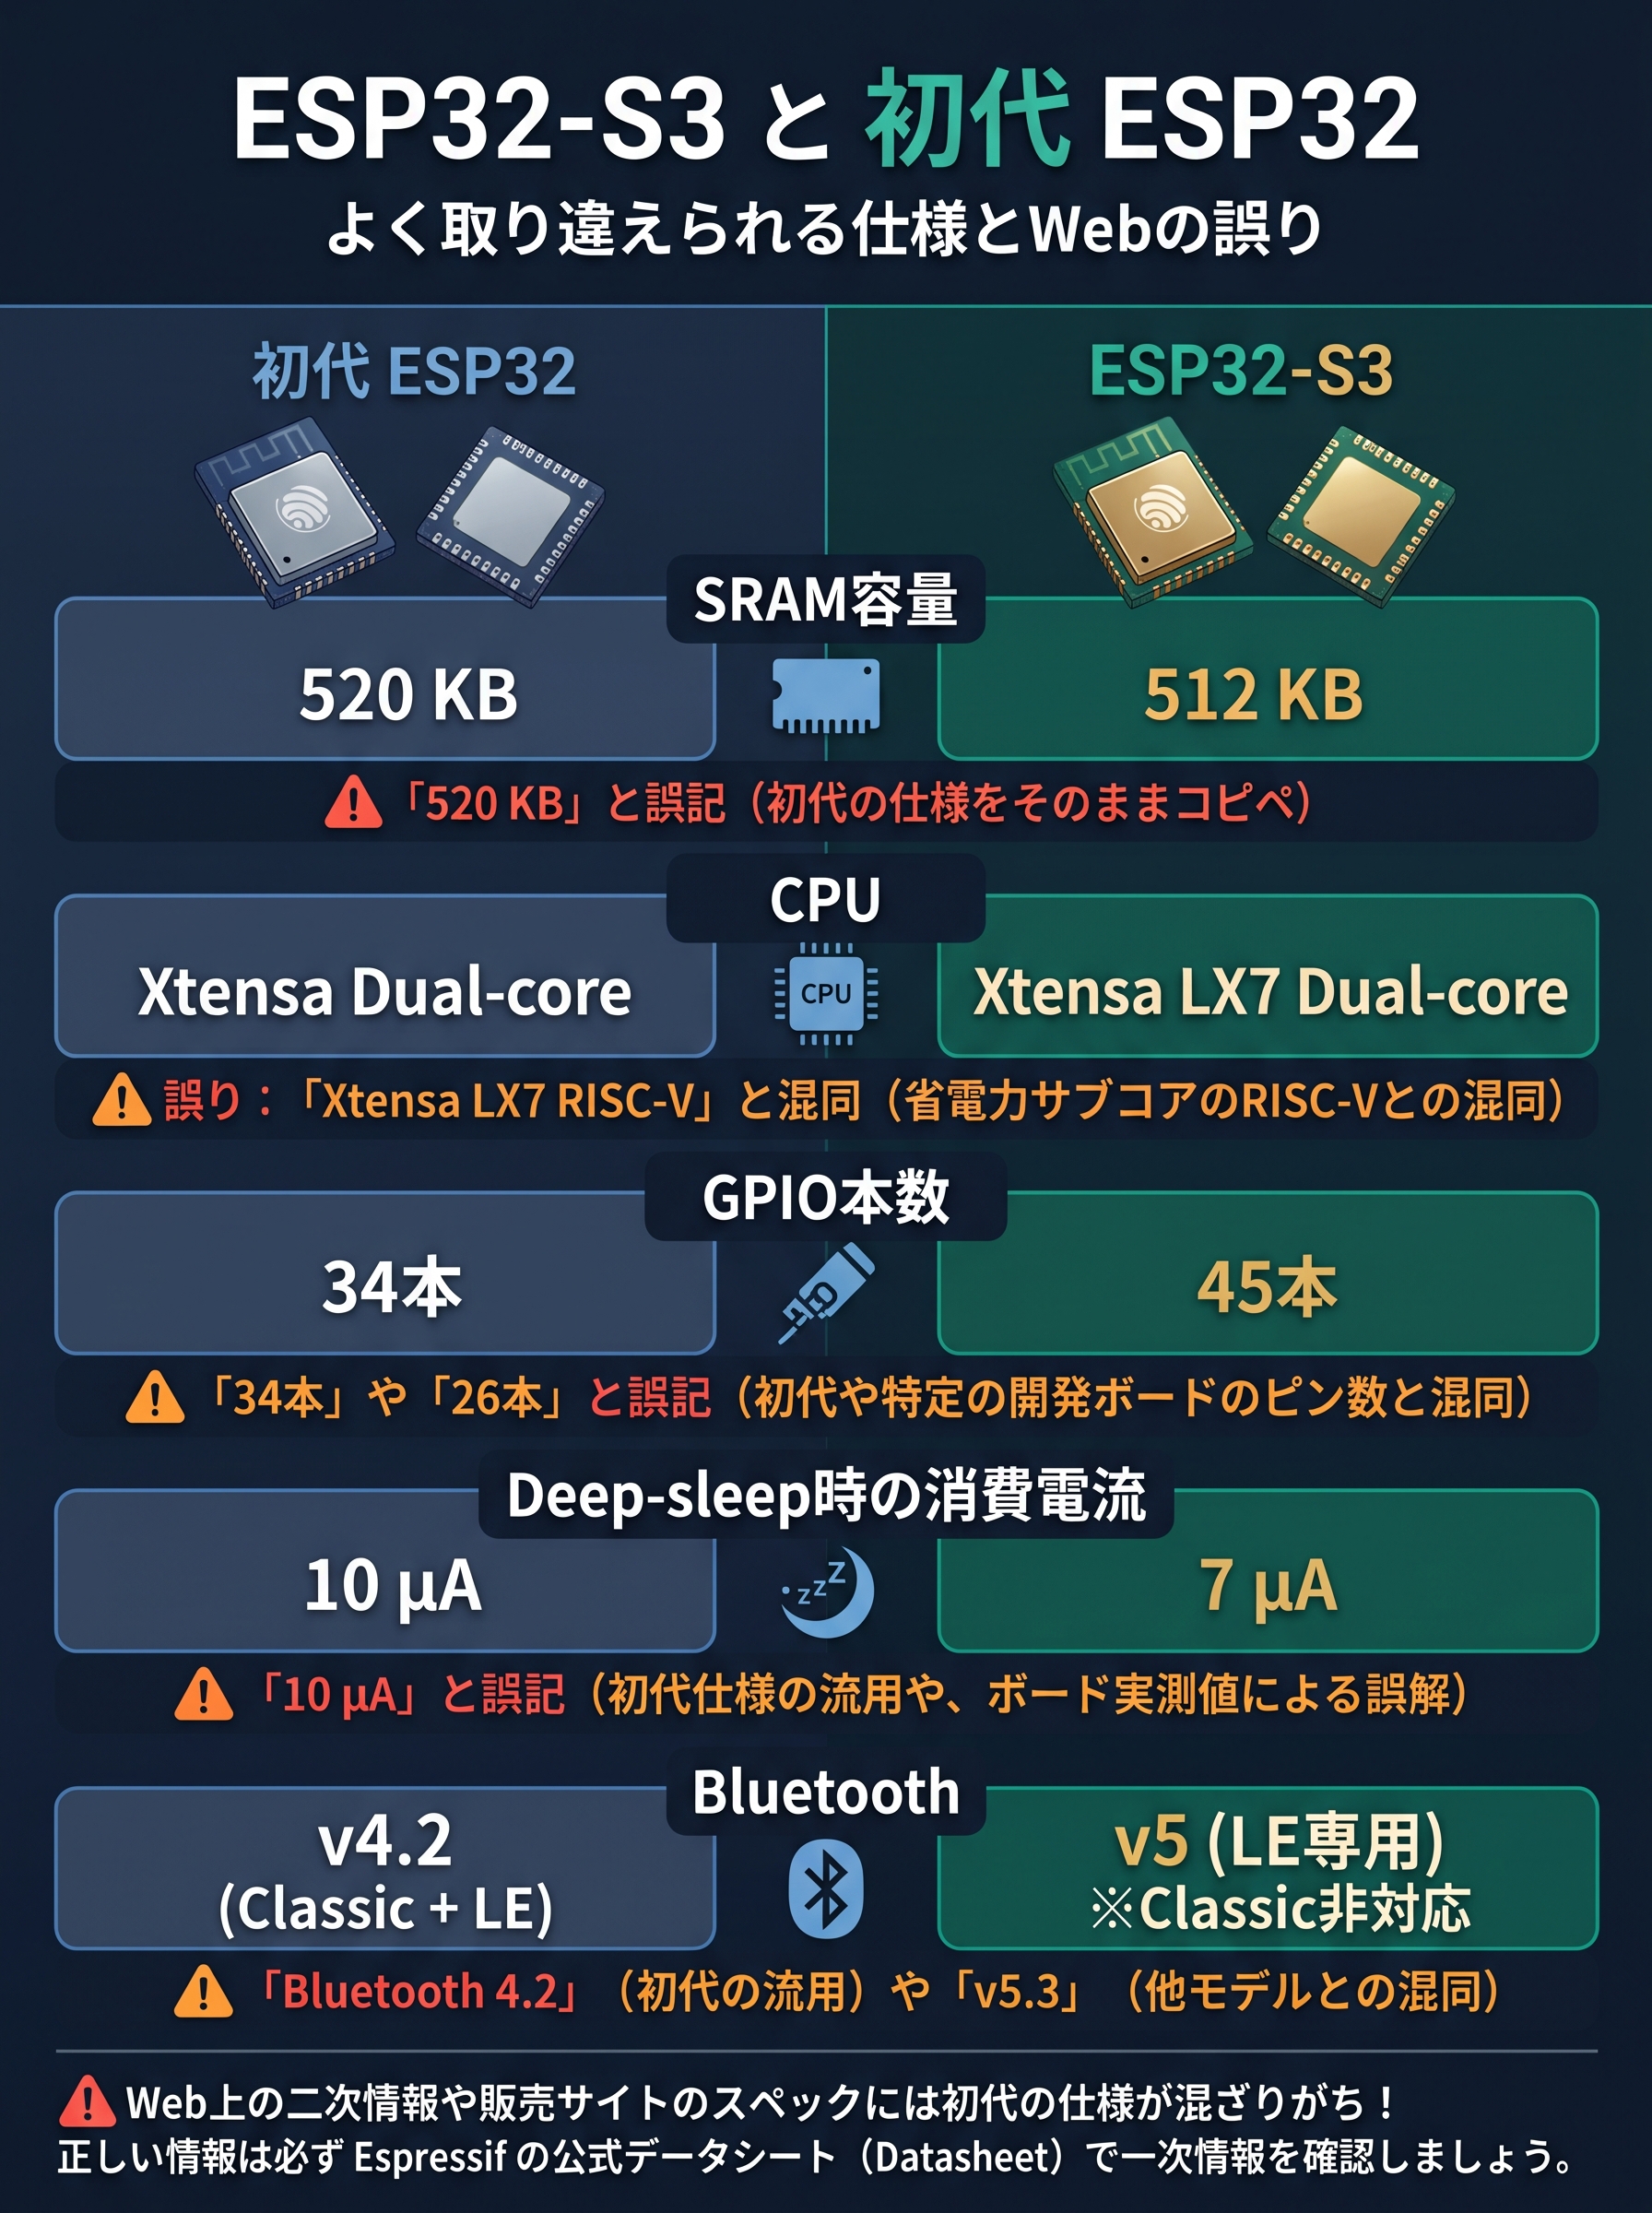 ESP32-S3 と 初代 ESP32
よく取り違えられる仕様とWebの誤り
初代 ESP32
ESP32-S3
SRAM容量
520 KB
512 KB
「520 KB」と誤記（初代の仕様をそのままコピペ）
CPU
Xtensa Dual-core
CPU
Xtensa LX7 Dual-core
誤り：「Xtensa LX7 RISC-V」と混同（省電力サブコアのRISC-Vとの混同）
GPIO本数
34本
45本
「34本」や「26本」と誤記（初代や特定の開発ボードのピン数と混同）
Deep-sleep時の消費電流
10 µA
zzZ
7 µA
「10 µA」と誤記（初代仕様の流用や、ボード実測値による誤解）
Bluetooth
v4.2
(Classic + LE)
v5 (LE専用)
※Classic非対応
「Bluetooth 4.2」（初代の流用）や「v5.3」（他モデルとの混同）
Web上の二次情報や販売サイトのスペックには初代の仕様が混ざりがち！
正しい情報は必ず Espressif の公式データシート（Datasheet）で一次情報を確認しましょう。